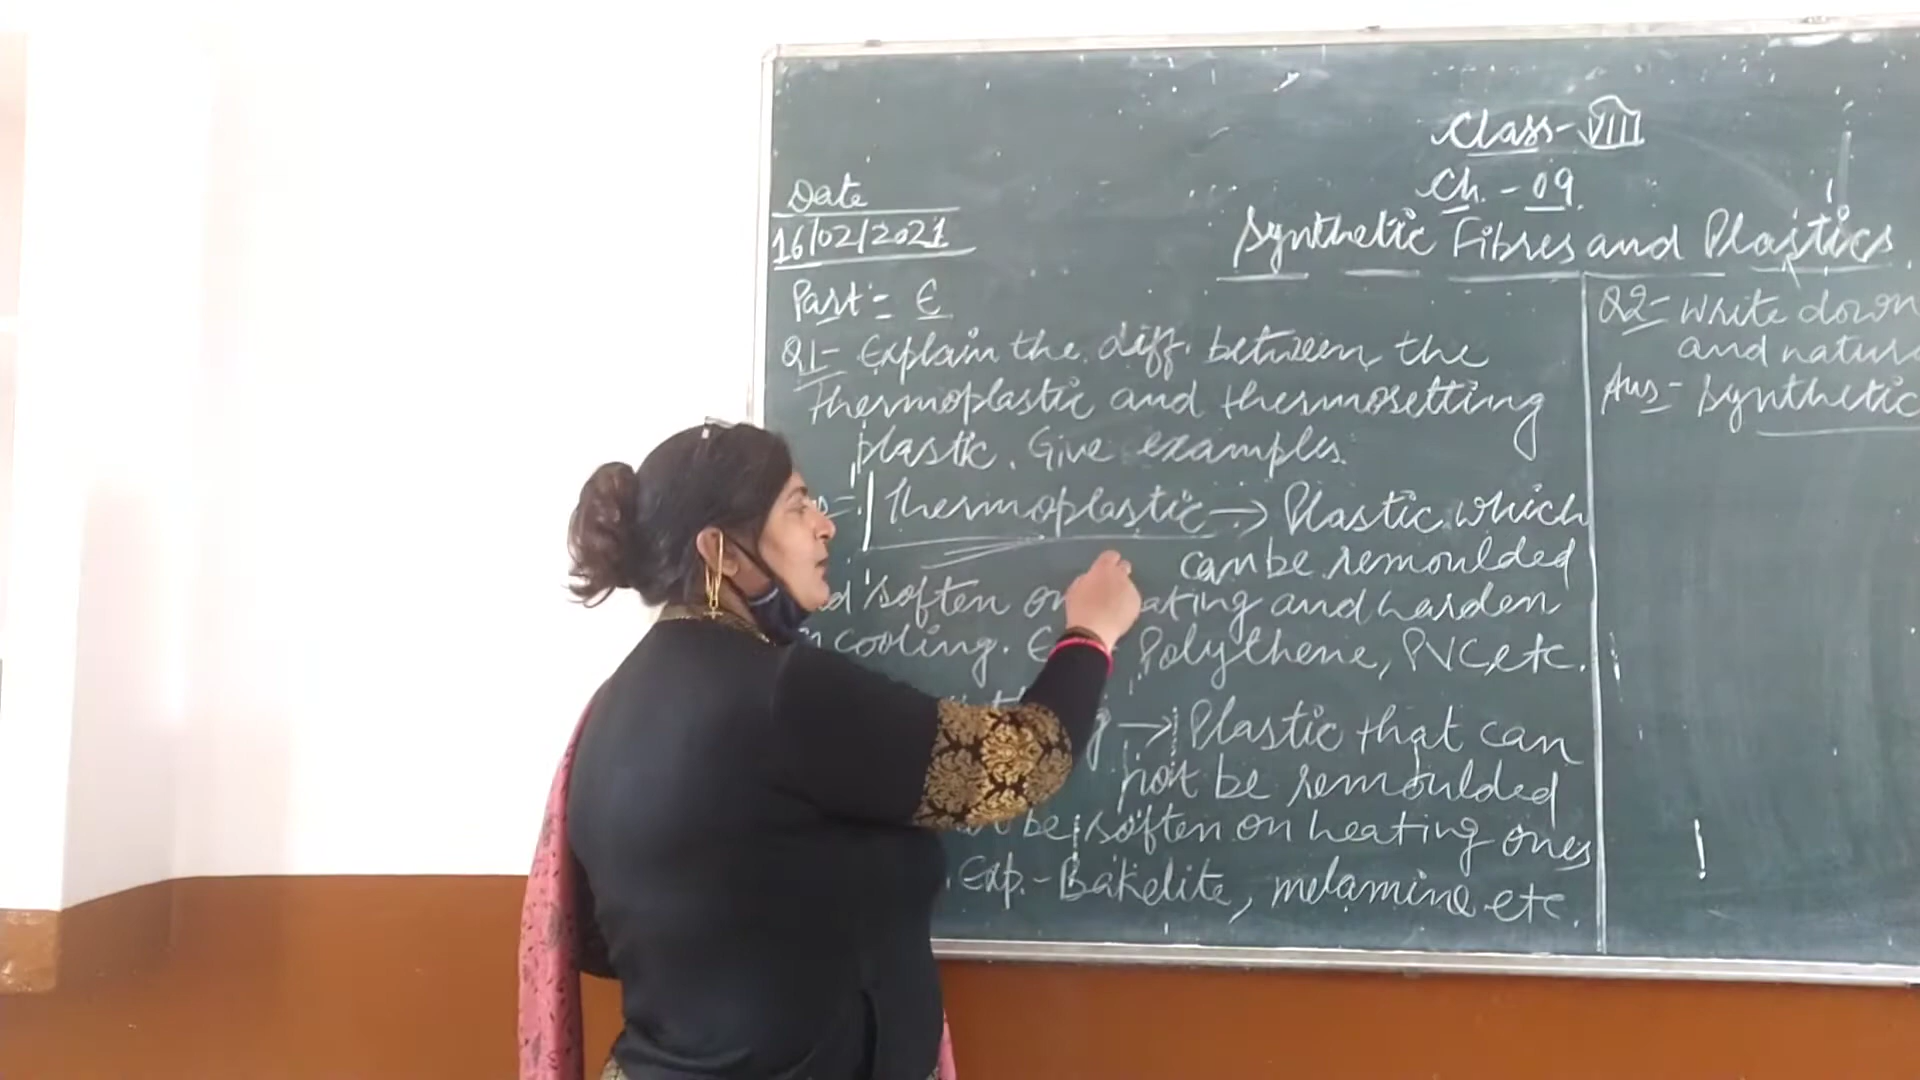 Class-VIII
Ch.-09.
Synthetic Fibres and Plastics.
Date
16/02/2021
Part:- E
Q1- Explain the diff. between the
Thermoplastic and thermosetting
plastic. Give examples.
Thermoplastic → Plastic which
can be remoulded
soften on and harden
cooling. Polythene, PVC, etc.
→ Plastic that can
not be remoulded
be soften on heating ones
Exp.- Bakelite, melamine etc.
Q2- Write down
and
Ans- Synthetic